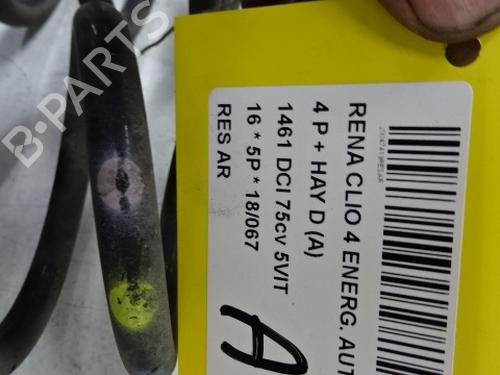 B-PARTS
RENA CLIO 4 ENERG. AUT
4 P + HAY D (A)
1461 DCI 75cv 5VIT
16 * 5P * 18/067
RES AR
A